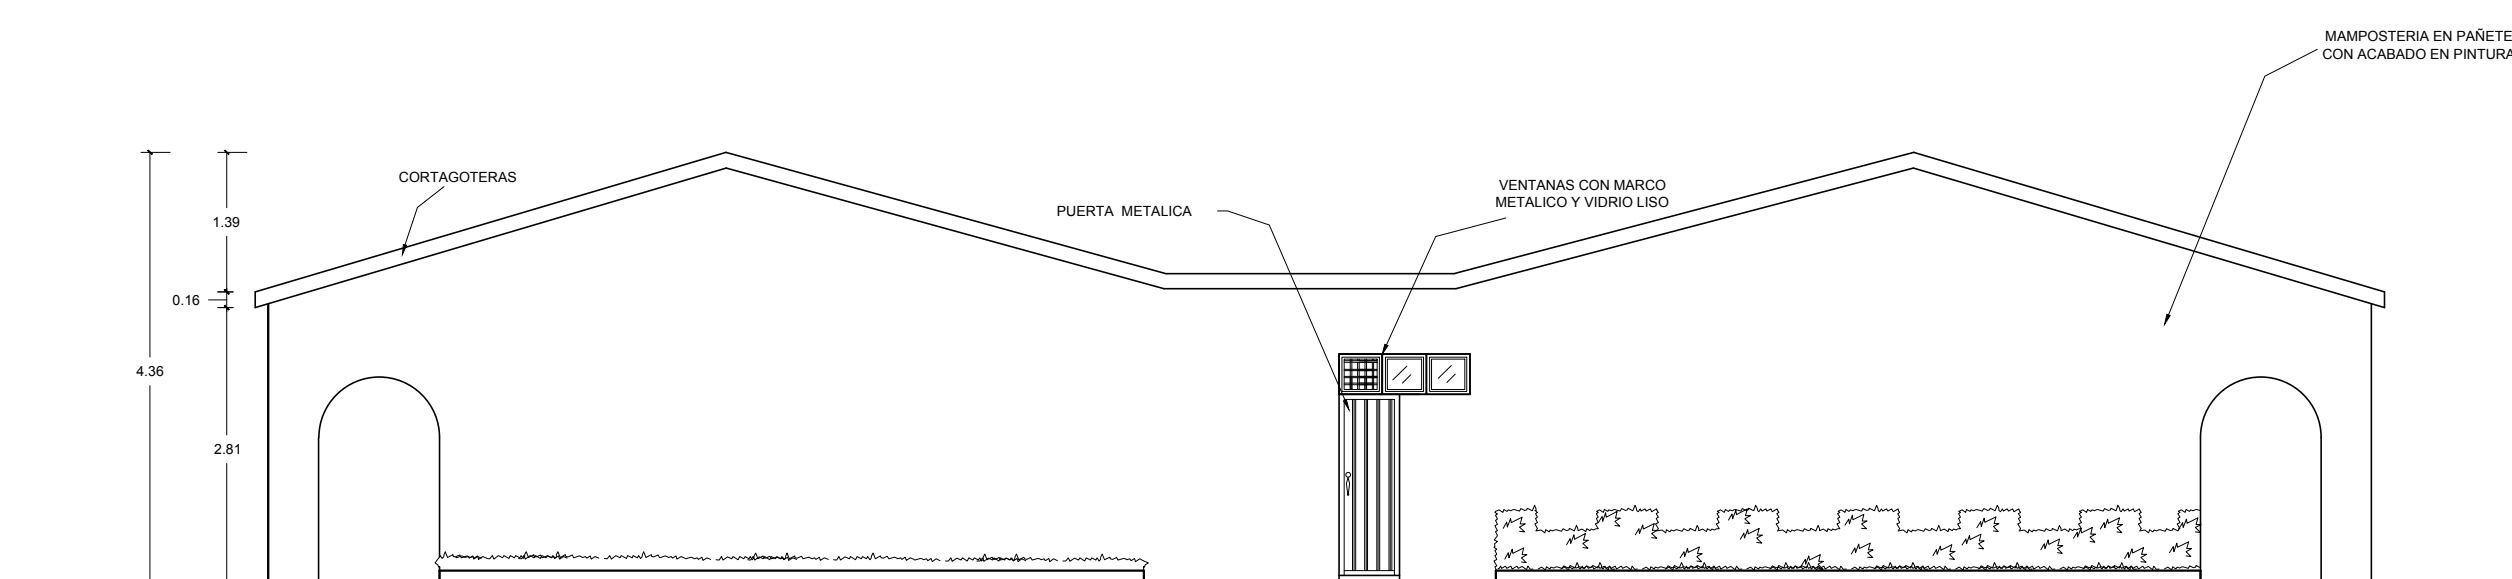 MAMPOSTERIA EN PAÑETE
CON ACABADO EN PINTURA
CORTAGOTERAS
VENTANAS CON MARCO
METALICO Y VIDRIO LISO
PUERTA METALICA
1.39
0.16
4.36
2.81